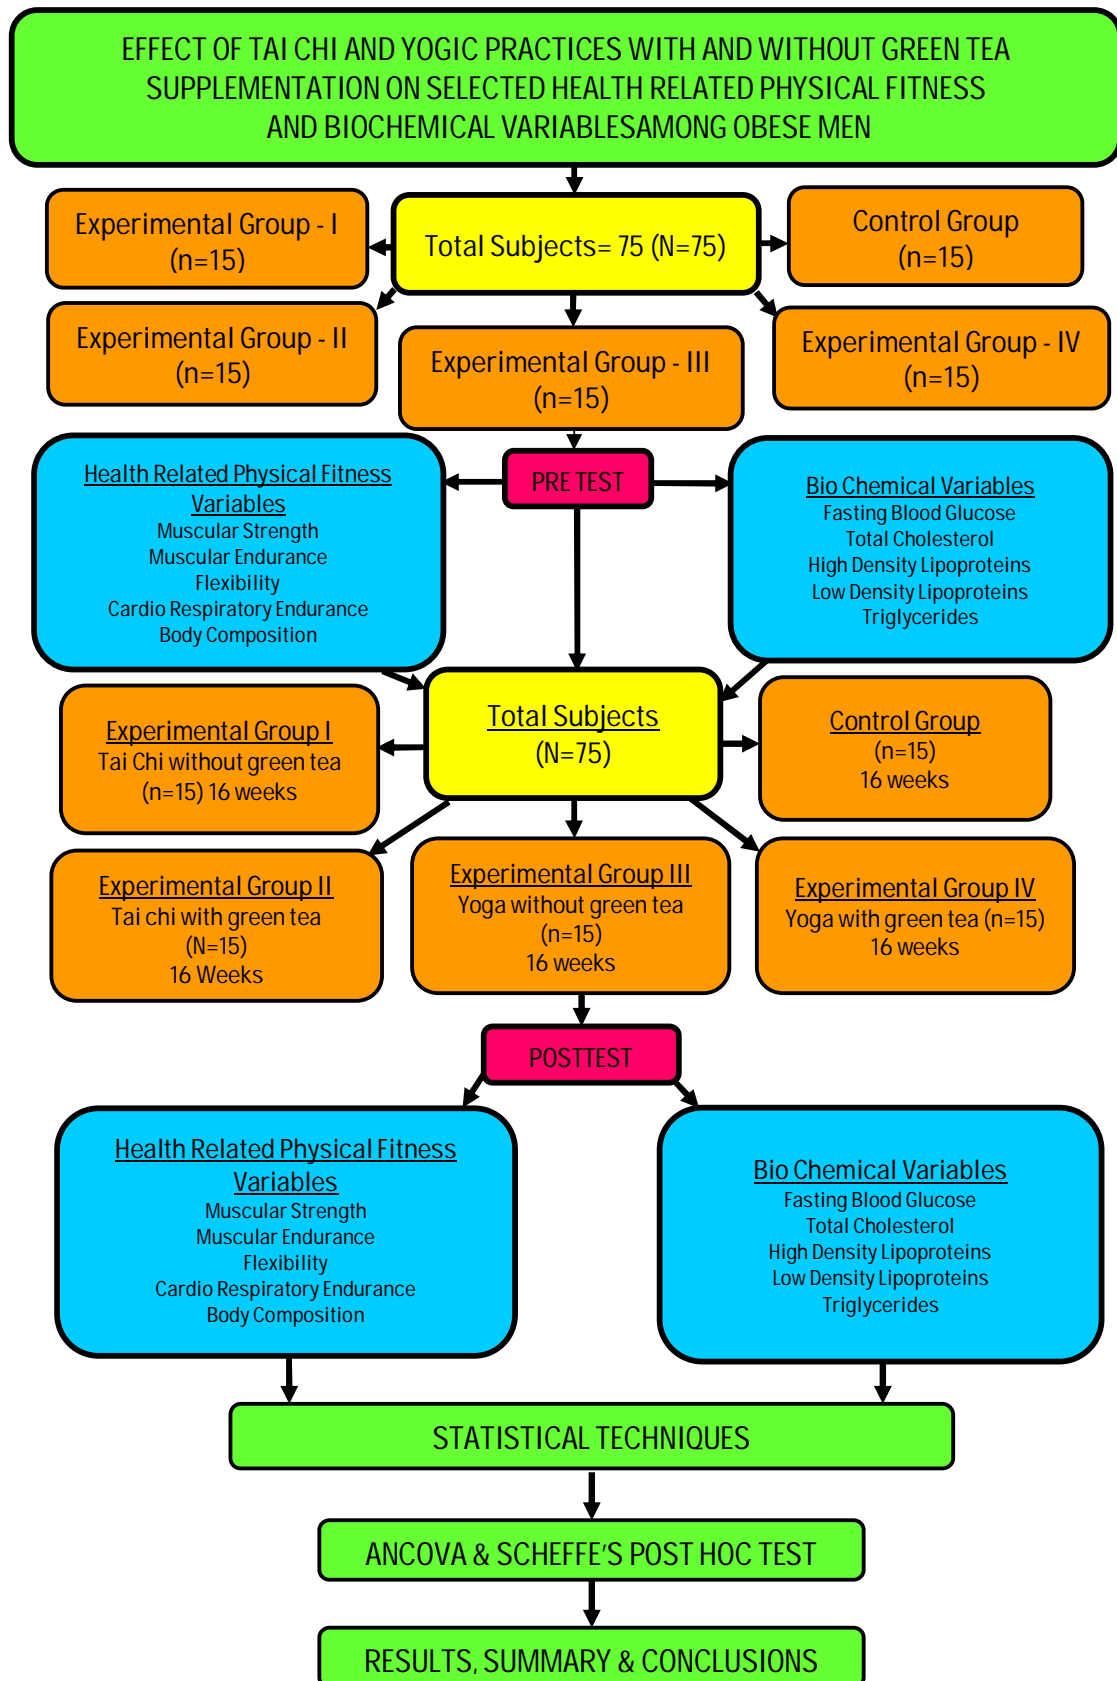 EFFECT OF TAI CHI AND YOGIC PRACTICES WITH AND WITHOUT GREEN TEA
SUPPLEMENTATION ON SELECTED HEALTH RELATED PHYSICAL FITNESS
AND BIOCHEMICAL VARIABLESAMONG OBESE MEN
Experimental Group - I
(n=15)
Total Subjects= 75 (N=75)
Control Group
(n=15)
Experimental Group - II
(n=15)
Experimental Group - III
(n=15)
Experimental Group - IV
(n=15)
Health Related Physical Fitness
Variables
Muscular Strength
Muscular Endurance
Flexibility
Cardio Respiratory Endurance
Body Composition
PRE TEST
Bio Chemical Variables
Fasting Blood Glucose
Total Cholesterol
High Density Lipoproteins
Low Density Lipoproteins
Triglycerides
Experimental Group I
Tai Chi without green tea
(n=15) 16 weeks
Total Subjects
(N=75)
Control Group
(n=15)
16 weeks
Experimental Group II
Tai chi with green tea
(N=15)
16 Weeks
Experimental Group III
Yoga without green tea
(n=15)
16 weeks
Experimental Group IV
Yoga with green tea (n=15)
16 weeks
POSTTEST
Health Related Physical Fitness
Variables
Muscular Strength
Muscular Endurance
Flexibility
Cardio Respiratory Endurance
Body Composition
Bio Chemical Variables
Fasting Blood Glucose
Total Cholesterol
High Density Lipoproteins
Low Density Lipoproteins
Triglycerides
STATISTICAL TECHNIQUES
ANCOVA & SCHEFFE'S POST HOC TEST
RESULTS, SUMMARY & CONCLUSIONS